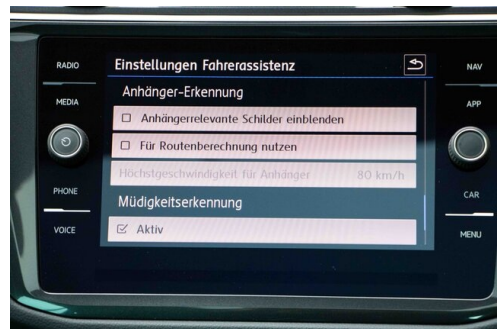 RADIO
MEDIA
PHONE
VOICE
Einstellungen Fahrerassistenz
Anhänger-Erkennung
Anhängerrelevante Schilder einblenden
Für Routenberechnung nutzen
Höchstgeschwindigkeit für Anhänger 80 km/h
Müdigkeitserkennung
Aktiv
NAV
APP
CAR
MENU